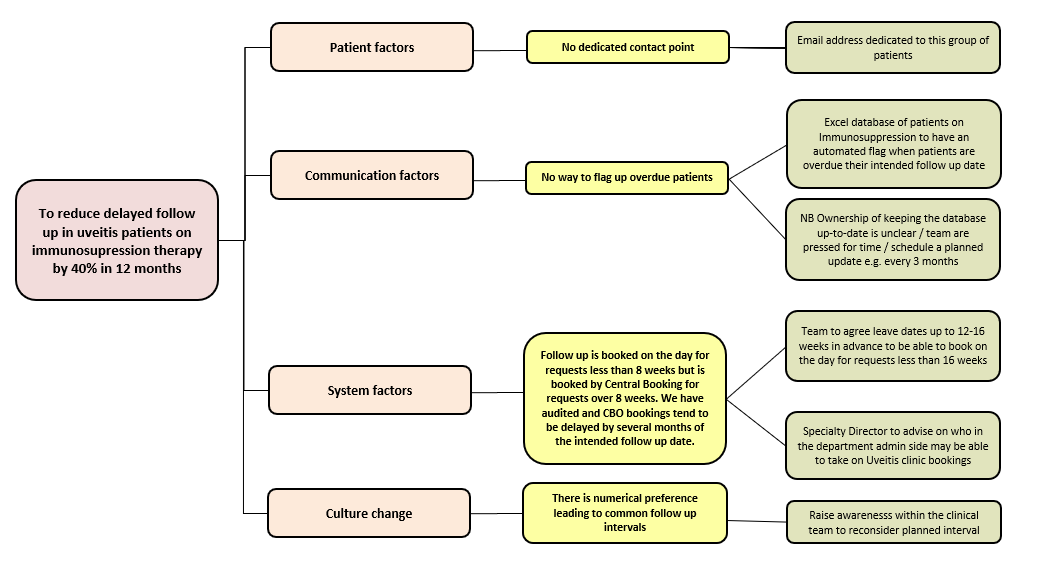 To reduce delayed follow
up in uveitis patients on
immunosupression therapy
by 40% in 12 months
Patient factors
No dedicated contact point
Email address dedicated to this group of
patients
Communication factors
No way to flag up overdue patients
Excel database of patients on
Immunosuppression to have an
automated flag when patients are
overdue their intended follow up date
NB Ownership of keeping the database
up-to-date is unclear / team are
pressed for time / schedule a planned
update e.g. every 3 months
System factors
Follow up is booked on the day for
requests less than 8 weeks but is
booked by Central Booking for
requests over 8 weeks. We have
audited and CBO bookings tend to
be delayed by several months of
the intended follow up date.
Team to agree leave dates up to 12-16
weeks in advance to be able to book on
the day for requests less than 16 weeks
Specialty Director to advise on who in
the department admin side may be able
to take on Uveitis clinic bookings
Culture change
There is numerical preference
leading to common follow up
intervals
Raise awarenesss within the clinical
team to reconsider planned interval